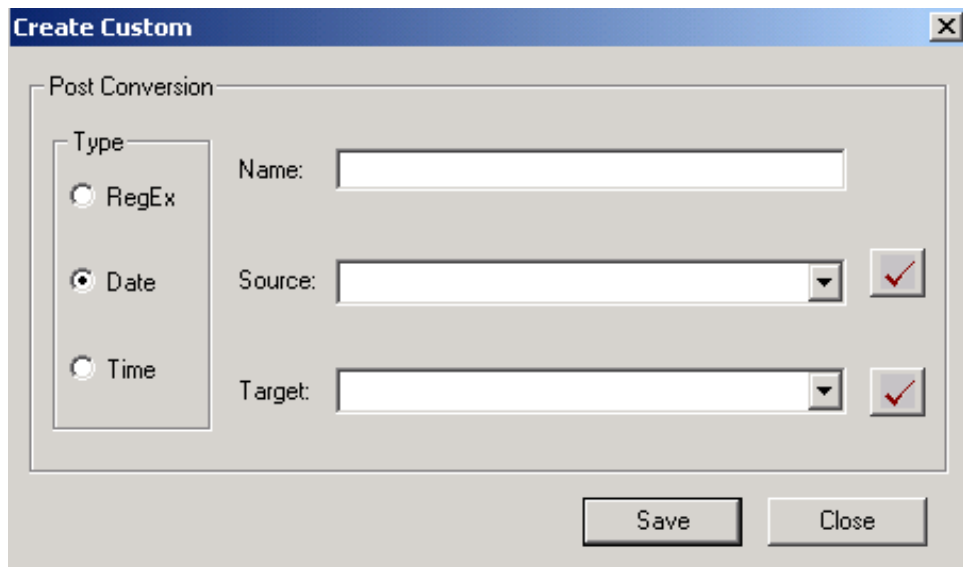 Create Custom
Post Conversion
Type
RegEx
Date
Time
Name:
Source:
Target:
Save
Close